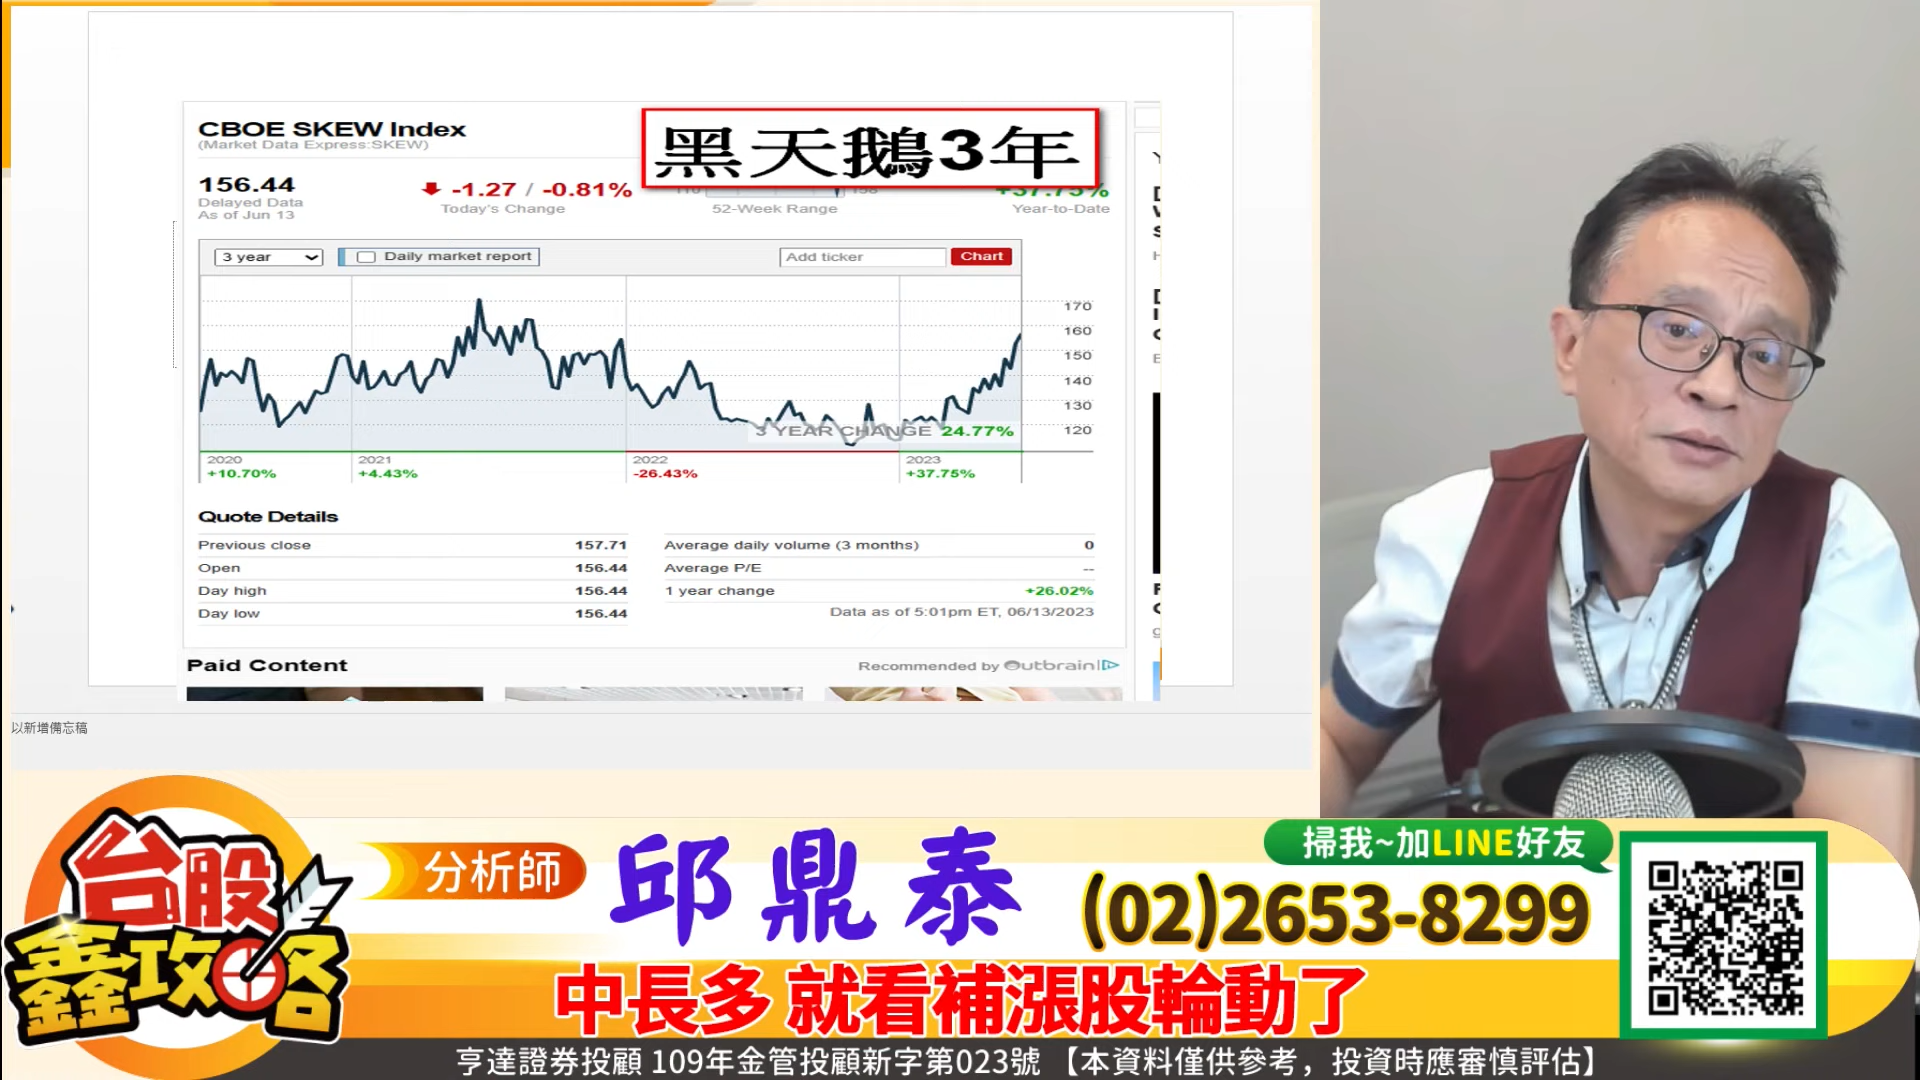 CBOE SKEW Index
(Market Data Express:SKEW)
黑天鵝3年
156.44
Delayed Data
As of Jun 13
-1.27 / -0.81%
Today's Change
52-Week Range
+37.75%
Year-to-Date
3 year
Daily market report
Add ticker
Chart
170
160
150
140
130
120
3 YEAR CHANGE 24.77%
2020
+10.70%
2021
+4.43%
2022
-26.43%
2023
+37.75%
Quote Details
Previous close 157.71
Open 156.44
Day high 156.44
Day low 156.44
Average daily volume (3 months) 0
Average P/E --
1 year change +26.02%
Data as of 5:01pm ET, 06/13/2023
Paid Content
Recommended by Outbrain
以新增備忘稿
台股
鑫攻略
分析師
邱鼎泰
掃我~加LINE好友
(02)2653-8299
中長多 就看補漲股輪動了
亨達證券投顧 109年金管投顧新字第023號 【本資料僅供參考，投資時應審慎評估】